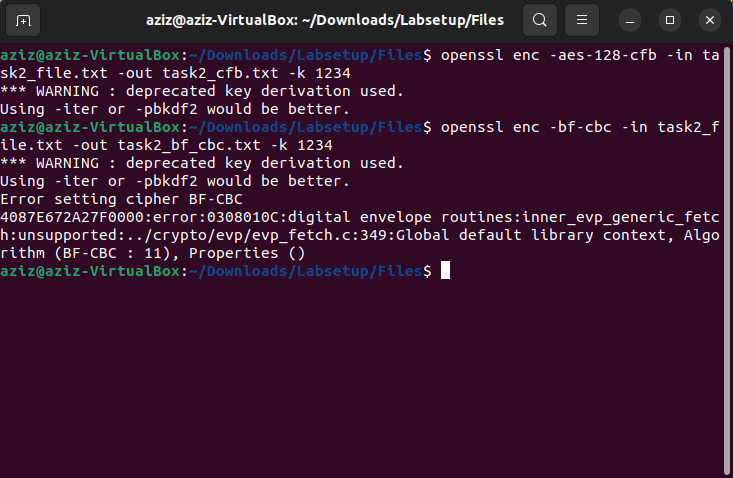 aziz@aziz-VirtualBox: ~/Downloads/Labsetup/Files
aziz@aziz-VirtualBox:~/Downloads/Labsetup/Files$ openssl enc -aes-128-cfb -in ta
sk2_file.txt -out task2_cfb.txt -k 1234
*** WARNING : deprecated key derivation used.
Using -iter or -pbkdf2 would be better.
aziz@aziz-VirtualBox:~/Downloads/Labsetup/Files$ openssl enc -bf-cbc -in task2_f
ile.txt -out task2_bf_cbc.txt -k 1234
*** WARNING : deprecated key derivation used.
Using -iter or -pbkdf2 would be better.
Error setting cipher BF-CBC
4087E672A27F0000:error:0308010C:digital envelope routines:inner_evp_generic_fetc
h:unsupported:../crypto/evp/evp_fetch.c:349:Global default library context, Algo
rithm (BF-CBC : 11), Properties ()
aziz@aziz-VirtualBox:~/Downloads/Labsetup/Files$